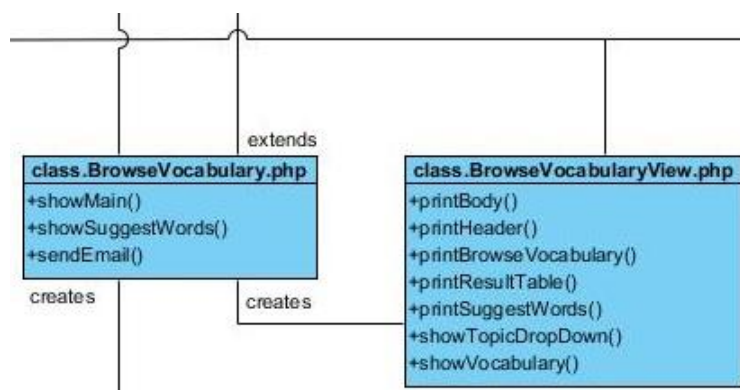 extends
class.BrowseVocabulary.php
+showMain()
+showSuggestWords()
+sendEmail()
creates
creates
class.BrowseVocabularyView.php
+printBody()
+printHeader()
+printBrowseVocabulary()
+printResultTable()
+printSuggestWords()
+showTopicDropDown()
+showVocabulary()